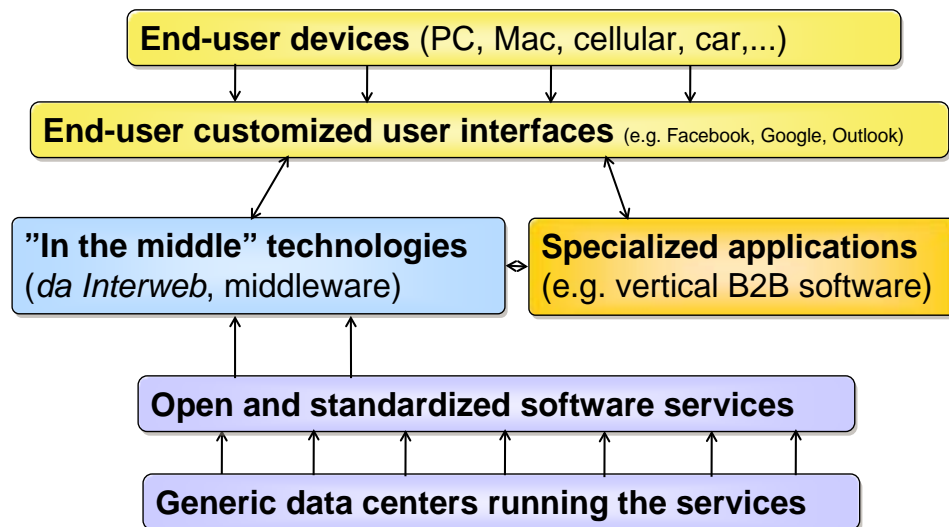 End-user devices (PC, Mac, cellular, car,...)
End-user customized user interfaces (e.g. Facebook, Google, Outlook)
”In the middle” technologies
(da Interweb, middleware)
Specialized applications
(e.g. vertical B2B software)
Open and standardized software services
Generic data centers running the services